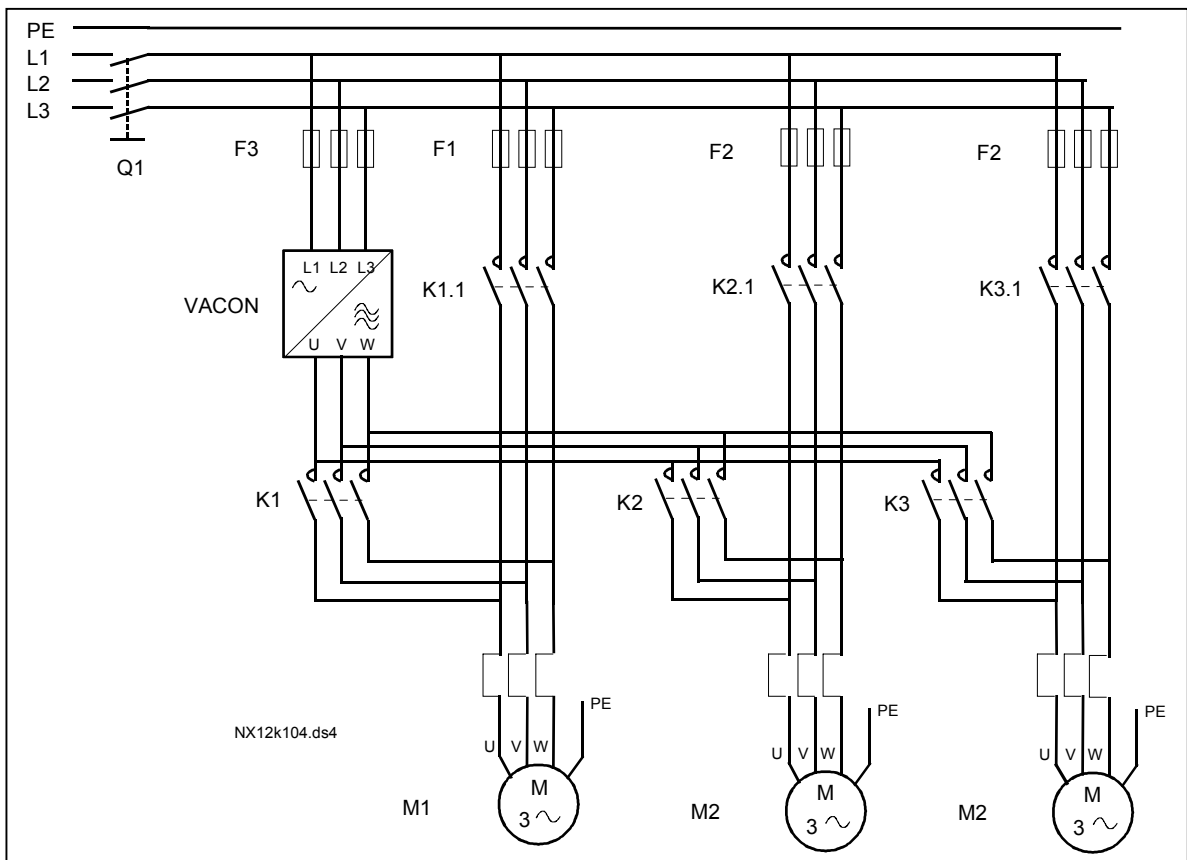 PE
L1
L2
L3
Q1
F3
F1
F2
F2
L1 L2 L3
VACON
U V W
K1.1
K2.1
K3.1
K1
K2
K3
PE
PE
PE
NX12k104.ds4
U V W
U V W
U V W
M1
M
3
M2
M
3
M2
M
3